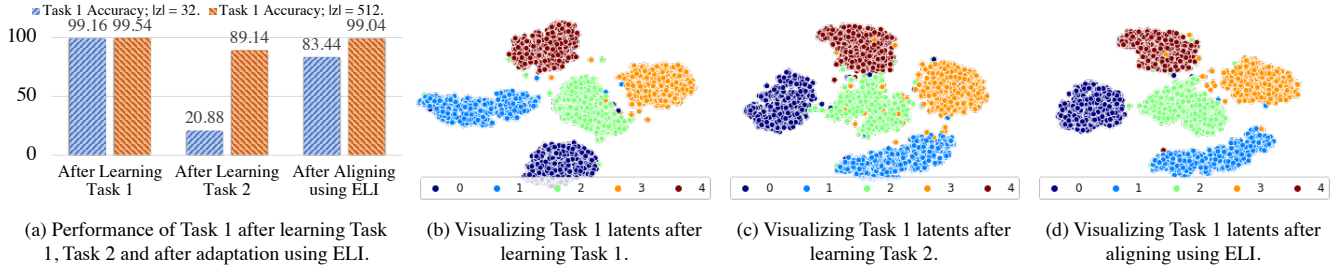 Task 1 Accuracy; |z| = 32. Task 1 Accuracy; |z| = 512.
99.16 99.54 89.14 83.44 99.04
20.88
100
50
0
After Learning Task 1
After Learning Task 2
After Aligning using ELI
0 1 2 3 4
0 1 2 3 4
0 1 2 3 4
(a) Performance of Task 1 after learning Task
1, Task 2 and after adaptation using ELI.
(b) Visualizing Task 1 latents after
learning Task 1.
(c) Visualizing Task 1 latents after
learning Task 2.
(d) Visualizing Task 1 latents after
aligning using ELI.